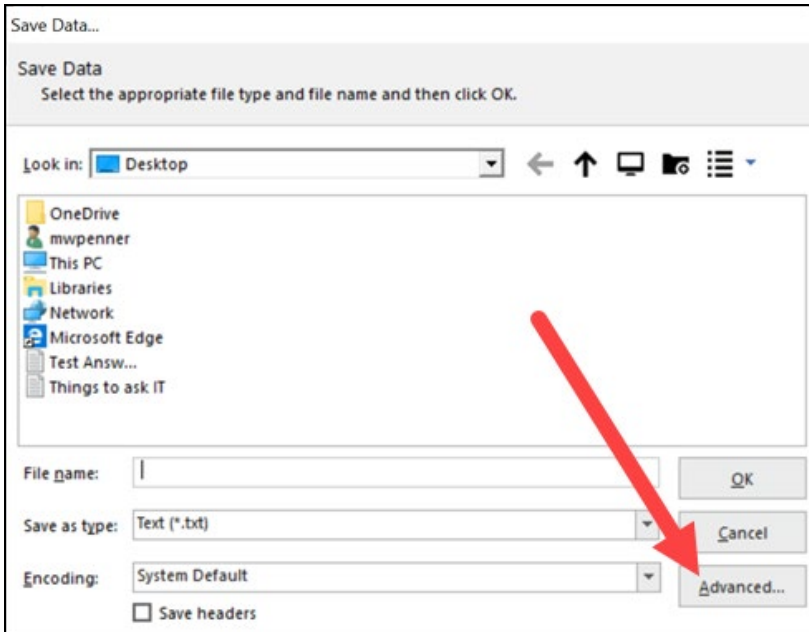 Save Data...
Save Data
Select the appropriate file type and file name and then click OK.
Look in: Desktop
OneDrive
mwpenner
This PC
Libraries
Network
Microsoft Edge
Test Answ...
Things to ask IT
File name:
OK
Save as type: Text (*.txt)
Cancel
Encoding: System Default
Advanced...
Save headers